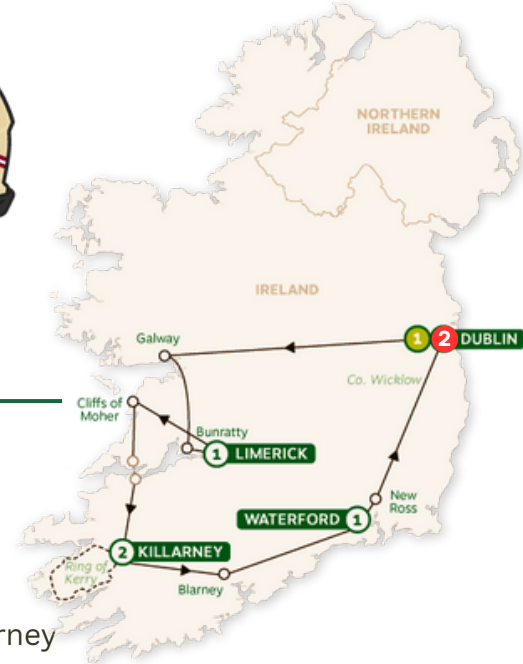 NORTHERN
IRELAND
IRELAND
Galway
1 2 DUBLIN
Co. Wicklow
Cliffs of
Moher
Bunratty
1 LIMERICK
New
Ross
WATERFORD 1
2 KILLARNEY
Ring of
Kerry
Blarney
rney